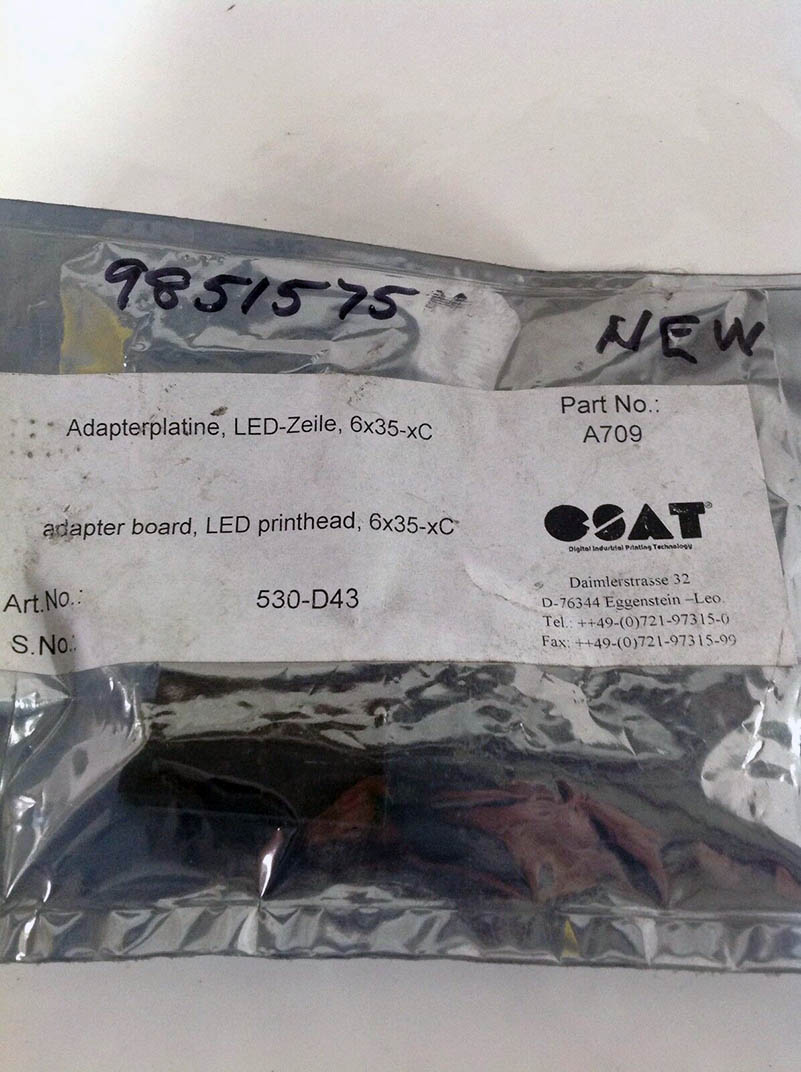 9851575
NEW
Adapterplatine, LED-Zeile, 6x35-xC
Part No.:
A709
adapter board, LED printhead, 6x35-xC
CSAT®
Digital Industrial Printing Technology
Art.No.: 530-D43
S.No.:
Daimlerstrasse 32
D-76344 Eggenstein –Leo.
Tel.: ++49-(0)721-97315-0
Fax: ++49-(0)721-97315-99